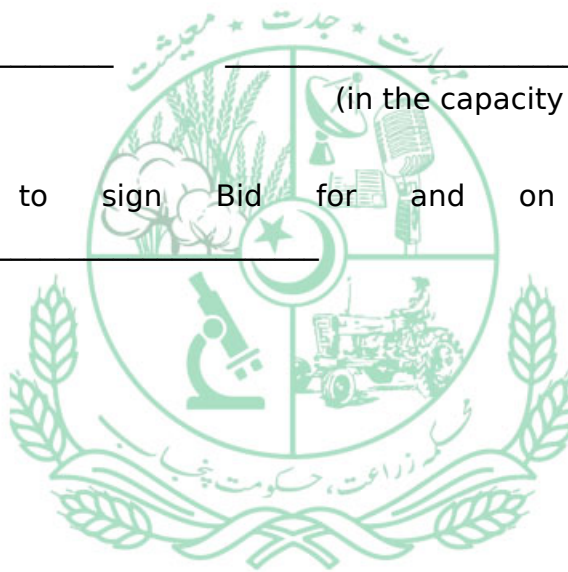 مہارت ٭ جدت ٭ معیشت
(in the capacity
to sign Bid for and on
محکمہ زراعت، حکومت پنجاب